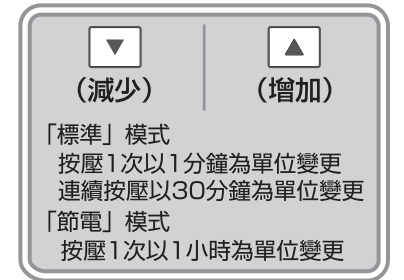 ▼ ▲
（減少） （增加）
「標準」模式
按壓1次以1分鐘為單位變更
連續按壓以30分鐘為單位變更
「節電」模式
按壓1次以1小時為單位變更